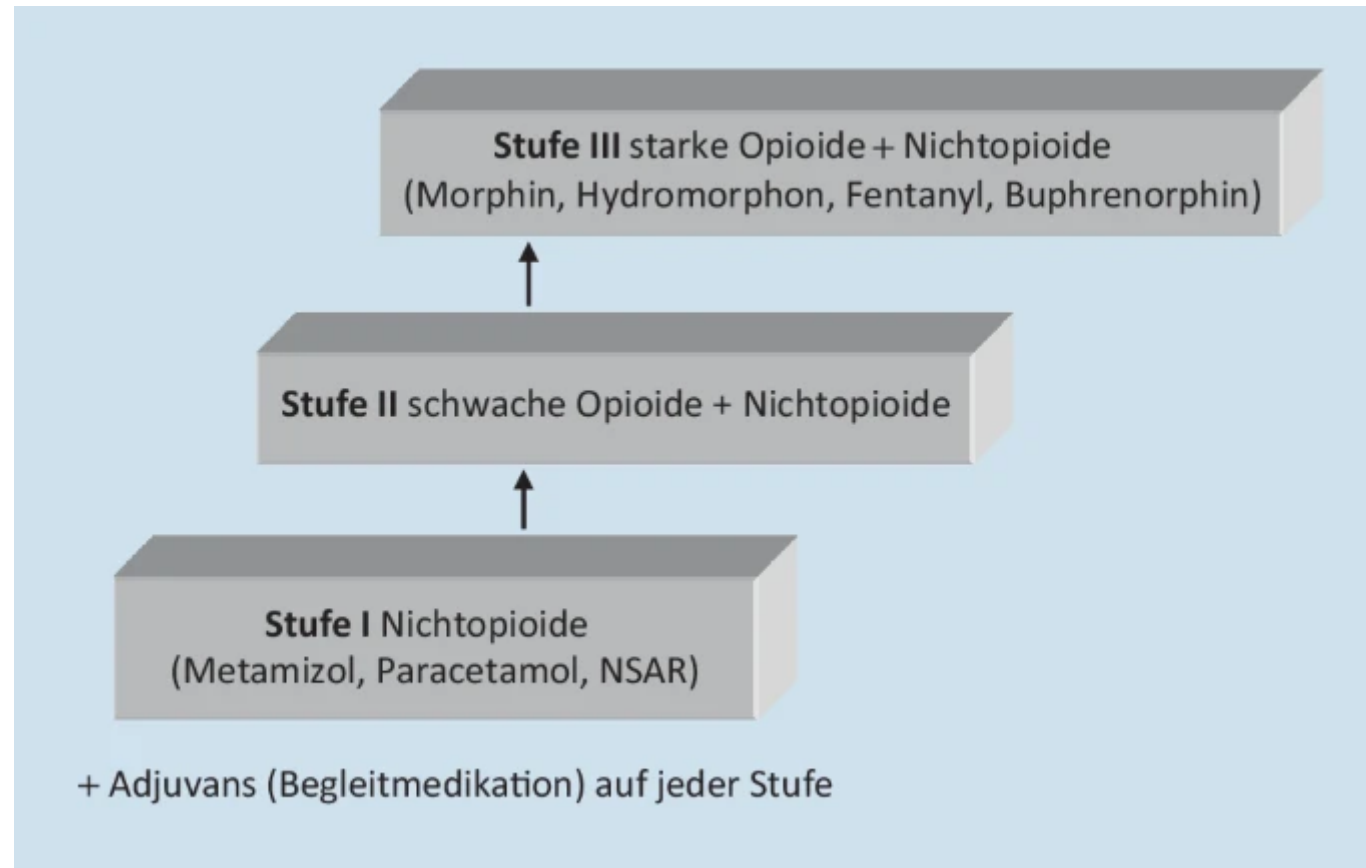 Stufe III starke Opioide + Nichtopioide
(Morphin, Hydromorphon, Fentanyl, Buphrenorphin)
Stufe II schwache Opioide + Nichtopioide
Stufe I Nichtopioide
(Metamizol, Paracetamol, NSAR)
+ Adjuvans (Begleitmedikation) auf jeder Stufe